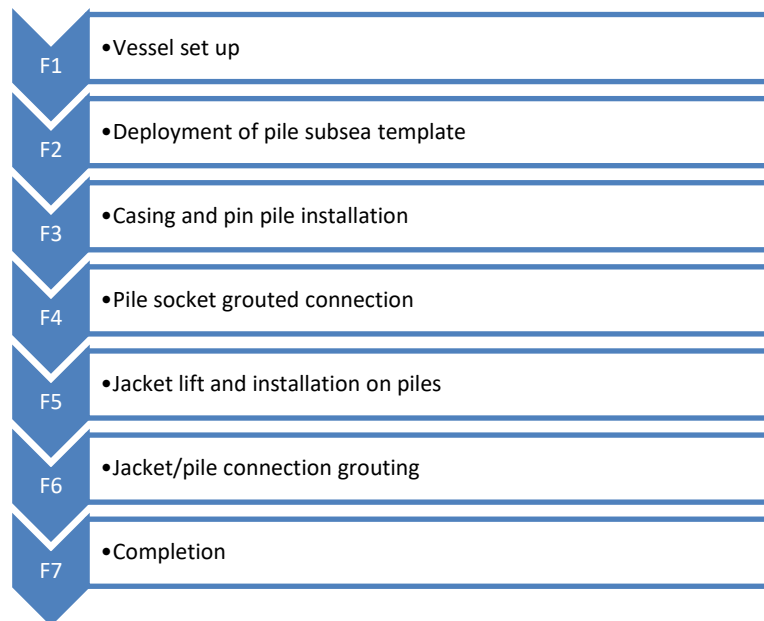 F1
•Vessel set up
F2
•Deployment of pile subsea template
F3
•Casing and pin pile installation
F4
•Pile socket grouted connection
F5
•Jacket lift and installation on piles
F6
•Jacket/pile connection grouting
F7
•Completion